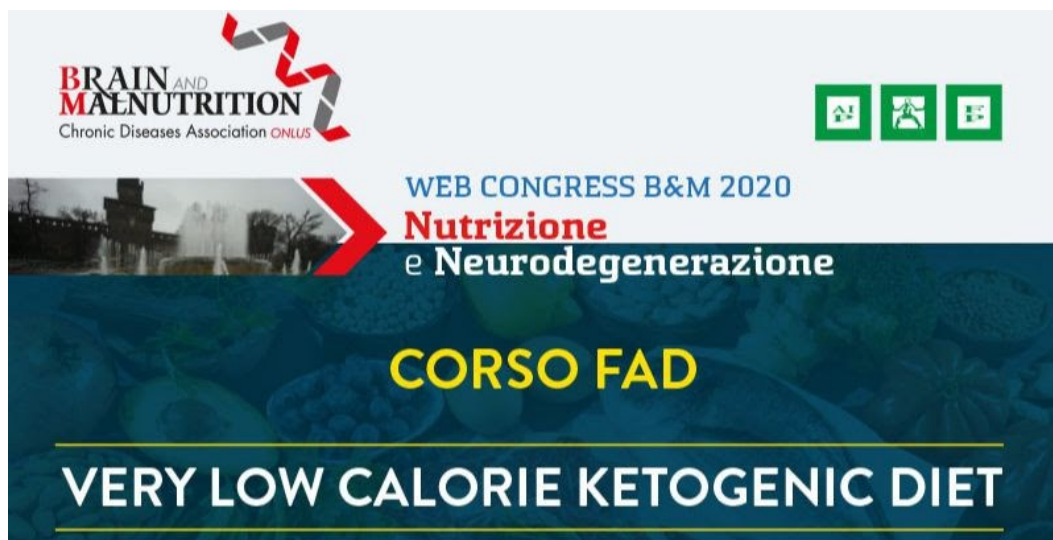 BRAIN AND
MALNUTRITION
Chronic Diseases Association ONLUS
WEB CONGRESS B&M 2020
Nutrizione
e Neurodegenerazione
CORSO FAD
VERY LOW CALORIE KETOGENIC DIET